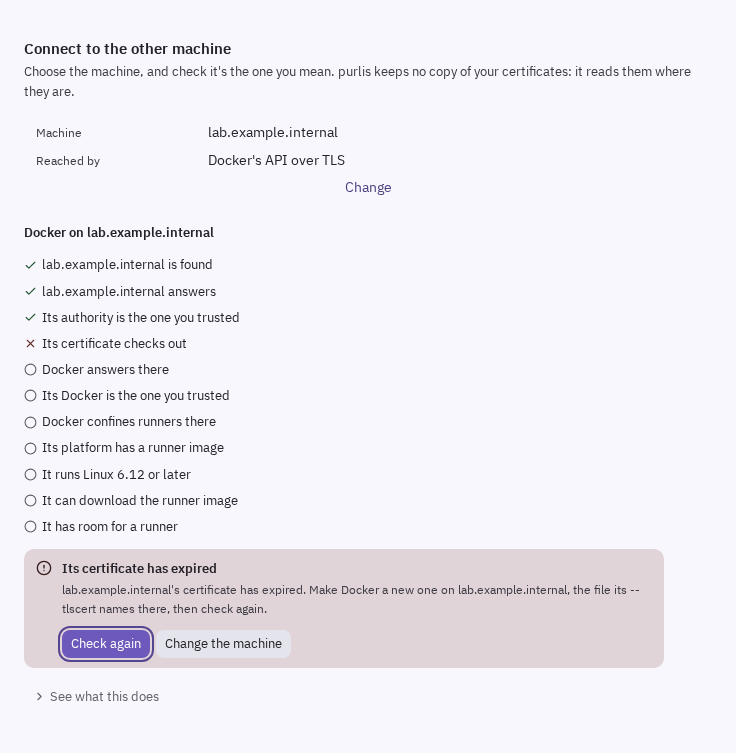 Connect to the other machine
Choose the machine, and check it's the one you mean. purlis keeps no copy of your certificates: it reads them where
they are.
Machine lab.example.internal
Reached by Docker's API over TLS
Change
Docker on lab.example.internal
lab.example.internal is found
lab.example.internal answers
Its authority is the one you trusted
Its certificate checks out
Docker answers there
Its Docker is the one you trusted
Docker confines runners there
Its platform has a runner image
It runs Linux 6.12 or later
It can download the runner image
It has room for a runner
Its certificate has expired
lab.example.internal's certificate has expired. Make Docker a new one on lab.example.internal, the file its --
tlscert names there, then check again.
Check again Change the machine
See what this does